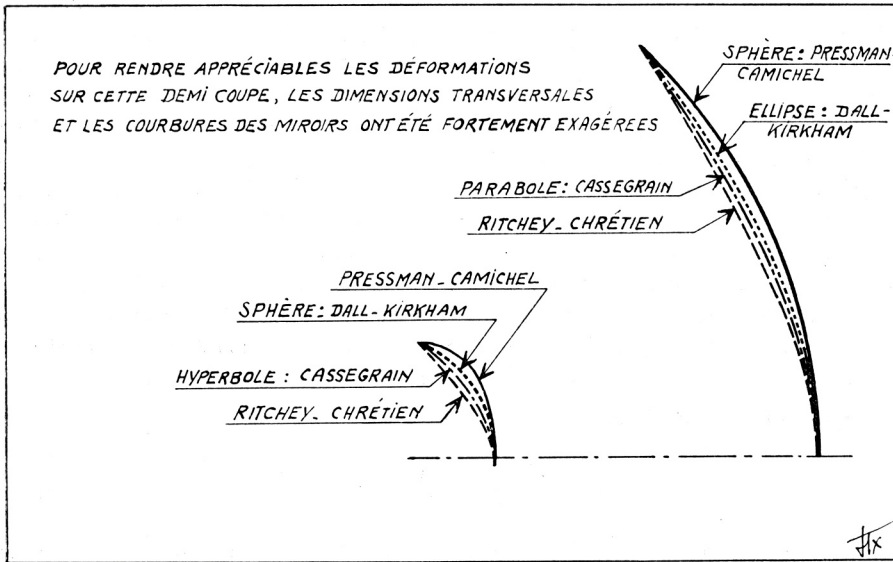 POUR RENDRE APPRÉCIABLES LES DÉFORMATIONS
SUR CETTE DEMI COUPE, LES DIMENSIONS TRANSVERSALES
ET LES COURBURES DES MIROIRS ONT ÉTÉ FORTEMENT EXAGÉREES
SPHÈRE: PRESSMAN-
CAMICHEL
ELLIPSE: DALL-
KIRKHAM
PARABOLE: CASSEGRAIN
RITCHEY_CHRÉTIEN
PRESSMAN_CAMICHEL
SPHÈRE: DALL-KIRKHAM
HYPERBOLE: CASSEGRAIN
RITCHEY_CHRÉTIEN